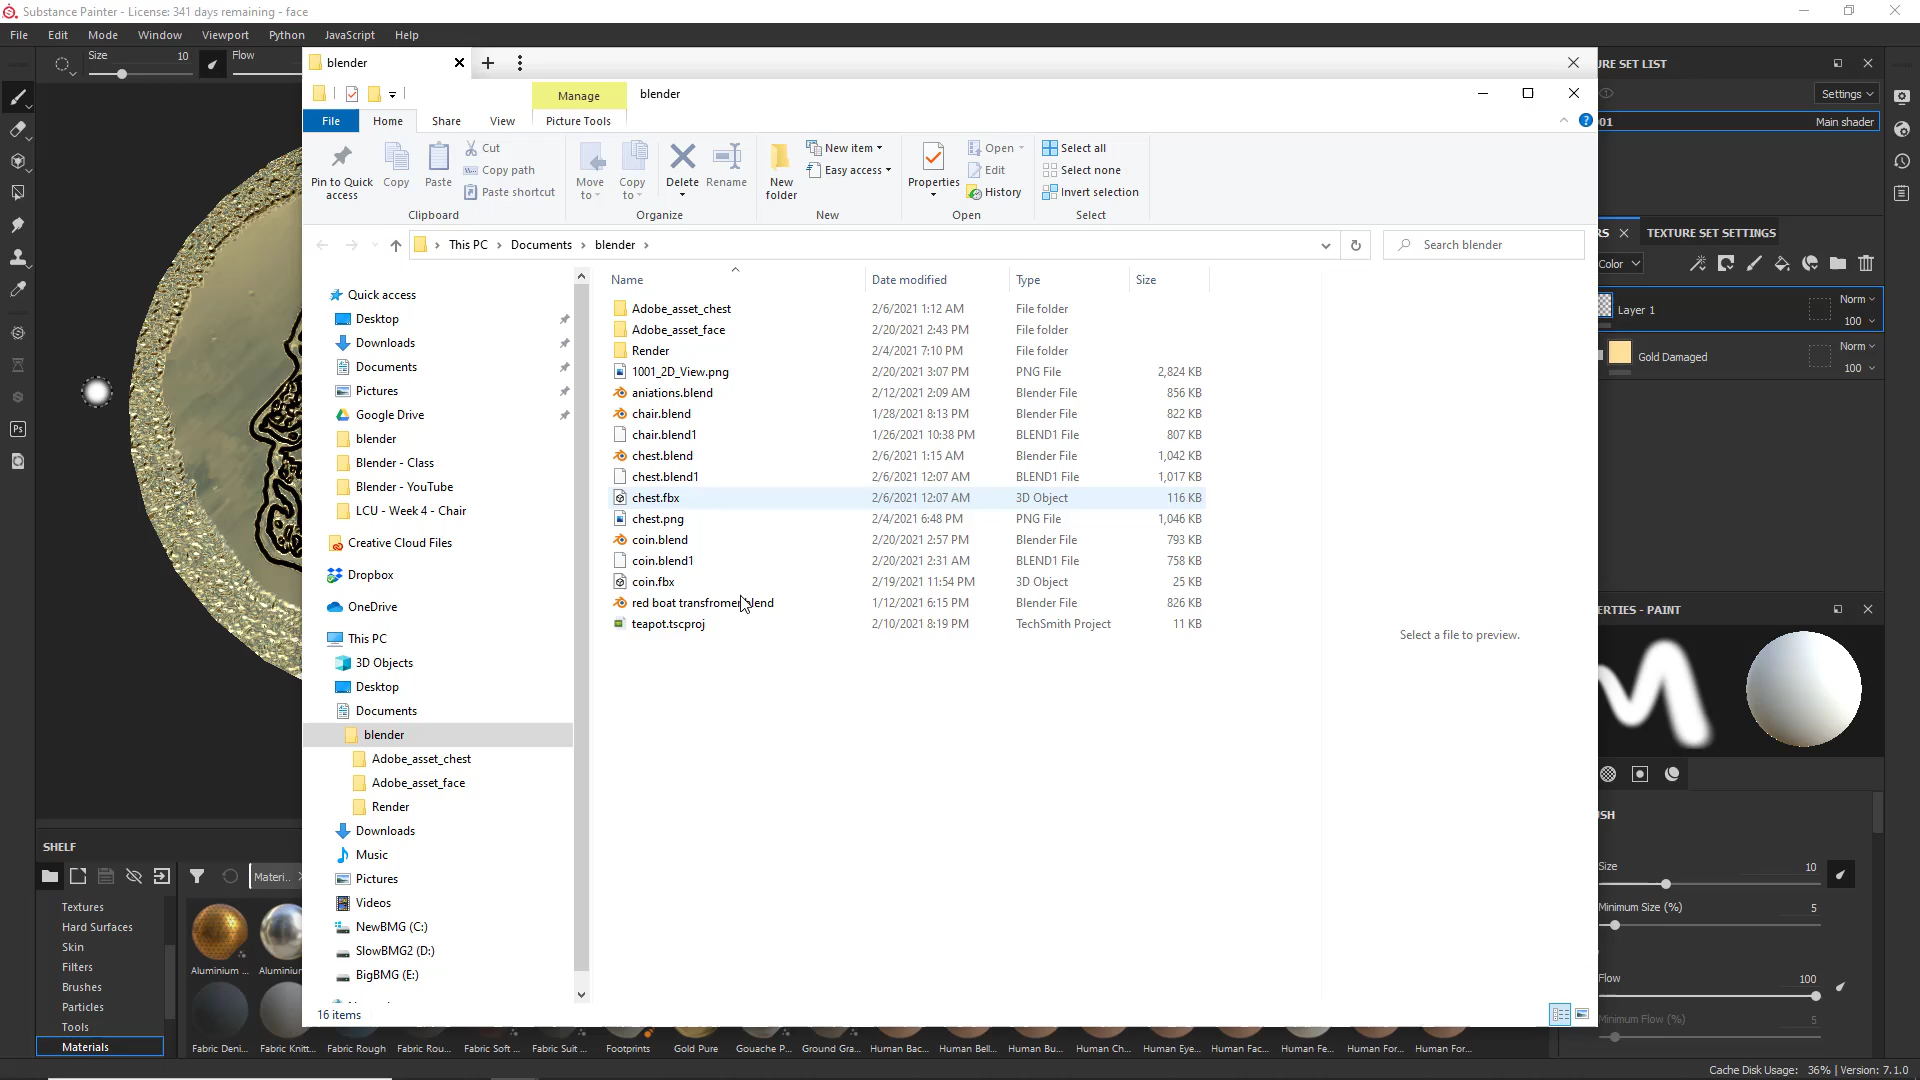 Substance Painter - License: 341 days remaining - face
File Edit Mode Window Viewport Python JavaScript Help
Size 10 Flow
blender
Manage blender
File Home Share View Picture Tools
Pin to Quick access
Copy
Paste
Cut
Copy path
Paste shortcut
Clipboard
Move to
Copy to
Delete
Rename
Organize
New folder
New item
Easy access
New
Properties
Open
Edit
History
Open
Select all
Select none
Invert selection
Select
This PC > Documents > blender >
Search blender
Name Date modified Type Size
Adobe_asset_chest 2/6/2021 1:12 AM File folder
Adobe_asset_face 2/20/2021 2:43 PM File folder
Render 2/4/2021 7:10 PM File folder
1001_2D_View.png 2/20/2021 3:07 PM PNG File 2,824 KB
aniations.blend 2/12/2021 2:09 AM Blender File 856 KB
chair.blend 1/28/2021 8:13 PM Blender File 822 KB
chair.blend1 1/26/2021 10:38 PM BLEND1 File 807 KB
chest.blend 2/6/2021 1:15 AM Blender File 1,042 KB
chest.blend1 2/6/2021 12:07 AM BLEND1 File 1,017 KB
chest.fbx 2/6/2021 12:07 AM 3D Object 116 KB
chest.png 2/4/2021 6:48 PM PNG File 1,046 KB
coin.blend 2/20/2021 2:57 PM Blender File 793 KB
coin.blend1 2/20/2021 2:31 AM BLEND1 File 758 KB
coin.fbx 2/19/2021 11:54 PM 3D Object 25 KB
red boat transfromer.blend 1/12/2021 6:15 PM Blender File 826 KB
teapot.tscproj 2/10/2021 8:19 PM TechSmith Project 11 KB
Select a file to preview.
Quick access
Desktop
Downloads
Documents
Pictures
Google Drive
blender
Blender - Class
Blender - YouTube
LCU - Week 4 - Chair
Creative Cloud Files
Dropbox
OneDrive
This PC
3D Objects
Desktop
Documents
blender
Adobe_asset_chest
Adobe_asset_face
Render
Downloads
Music
Pictures
Videos
NewBMG (C:)
SlowBMG2 (D:)
BigBMG (E:)
16 items
Ps
SHELF
Materi..
Textures
Hard Surfaces
Skin
Filters
Brushes
Particles
Tools
Materials
Aluminium ... Aluminiu
Fabric Deni... Fabric Knitt... Fabric Rough Fabric Rou... Fabric Soft ... Fabric Suit ... Footprints Gold Pure Gouache P... Ground Gra... Human Bac... Human Bell... Human Bu... Human Ch... Human Eye... Human Fac... Human Fe... Human For... Human For...
URE SET LIST
Settings
01 Main shader
RS TEXTURE SET SETTINGS
Color
Layer 1 Norm
100
Gold Damaged Norm
100
ERTIES - PAINT
SH
Size 10
Minimum Size (%) 5
Flow 100
Minimum Flow (%) 5
Cache Disk Usage: 36% | Version: 7.1.0